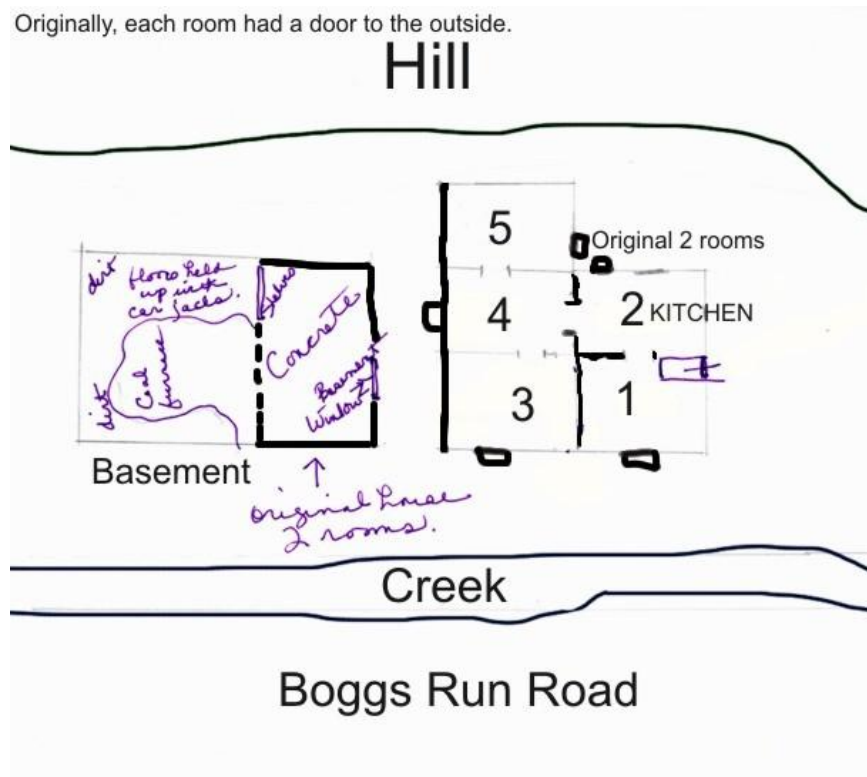 Originally, each room had a door to the outside.
Hill
5
Original 2 rooms
4
2 KITCHEN
3
1
dirt
floors held
up with
car jacks.
Shelves
Concrete
Coal
furnace
dirt
Basement
Window
Basement
original house
2 rooms.
Creek
Boggs Run Road